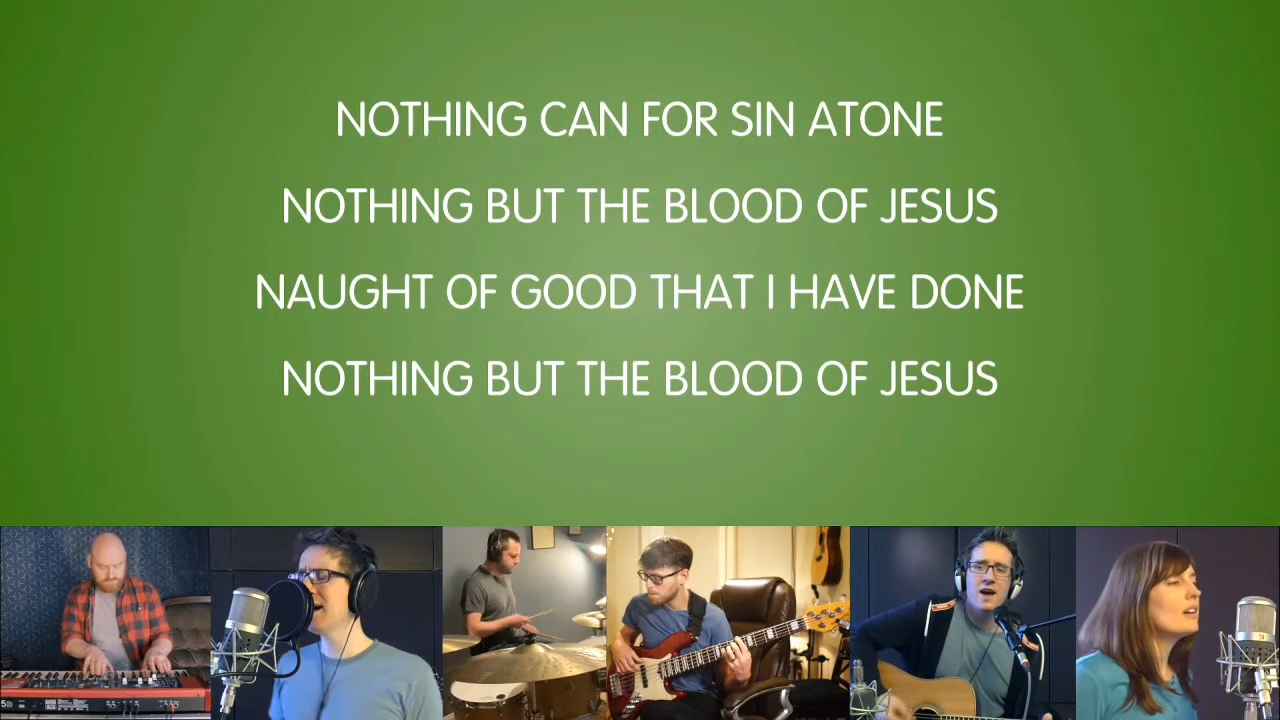 NOTHING CAN FOR SIN ATONE
NOTHING BUT THE BLOOD OF JESUS
NAUGHT OF GOOD THAT I HAVE DONE
NOTHING BUT THE BLOOD OF JESUS